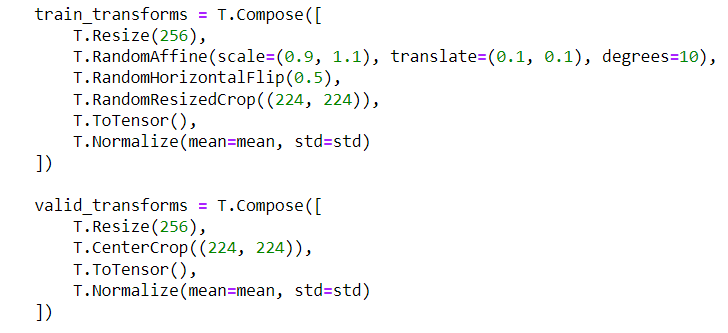 train_transforms = T.Compose([
    T.Resize(256),
    T.RandomAffine(scale=(0.9, 1.1), translate=(0.1, 0.1), degrees=10),
    T.RandomHorizontalFlip(0.5),
    T.RandomResizedCrop((224, 224)),
    T.ToTensor(),
    T.Normalize(mean=mean, std=std)
])

valid_transforms = T.Compose([
    T.Resize(256),
    T.CenterCrop((224, 224)),
    T.ToTensor(),
    T.Normalize(mean=mean, std=std)
])